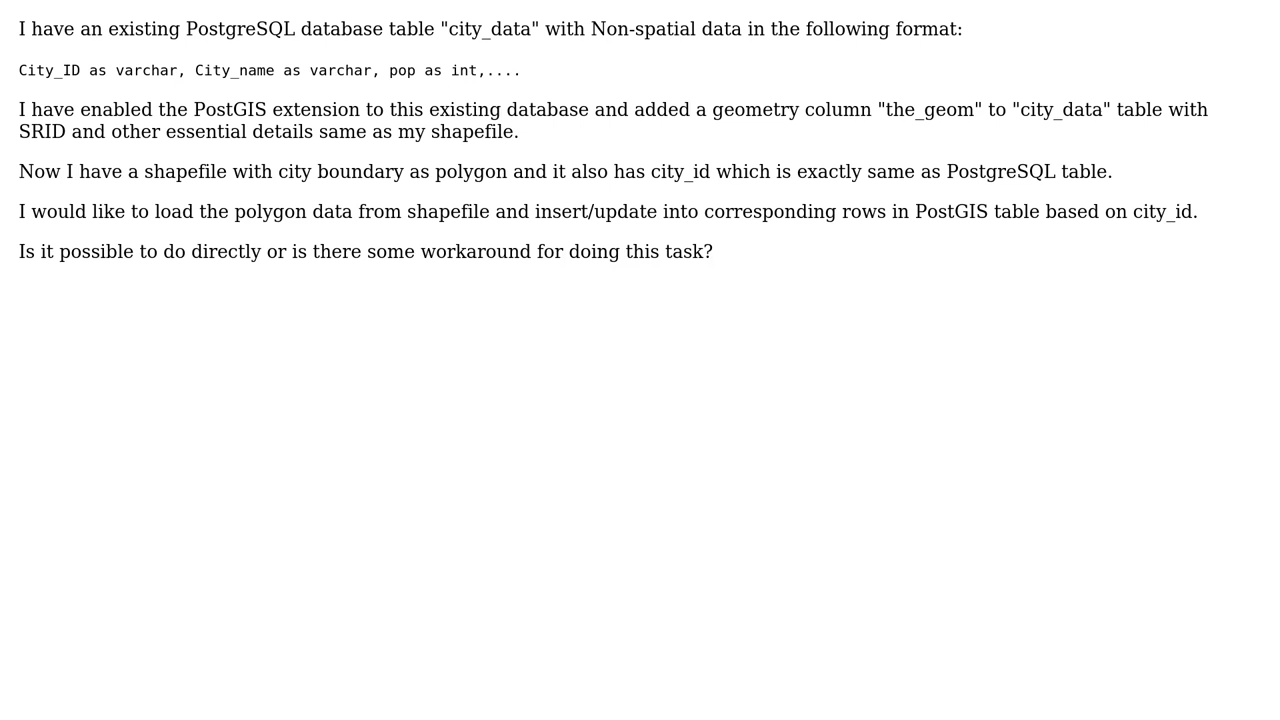 I have an existing PostgreSQL database table "city_data" with Non-spatial data in the following format:
City_ID as varchar, City_name as varchar, pop as int,....
I have enabled the PostGIS extension to this existing database and added a geometry column "the_geom" to "city_data" table with
SRID and other essential details same as my shapefile.
Now I have a shapefile with city boundary as polygon and it also has city_id which is exactly same as PostgreSQL table.
I would like to load the polygon data from shapefile and insert/update into corresponding rows in PostGIS table based on city_id.
Is it possible to do directly or is there some workaround for doing this task?